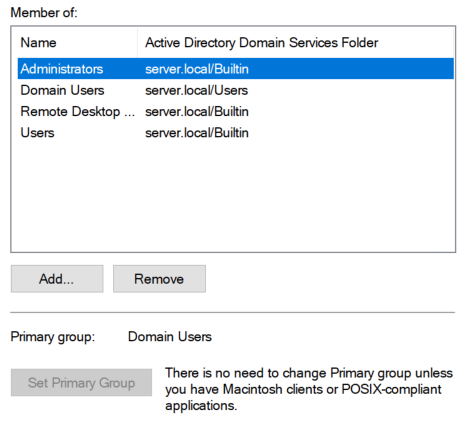 Member of:
Name Active Directory Domain Services Folder
Administrators server.local/Builtin
Domain Users server.local/Users
Remote Desktop ... server.local/Builtin
Users server.local/Builtin
Add... Remove
Primary group: Domain Users
Set Primary Group
There is no need to change Primary group unless
you have Macintosh clients or POSIX-compliant
applications.